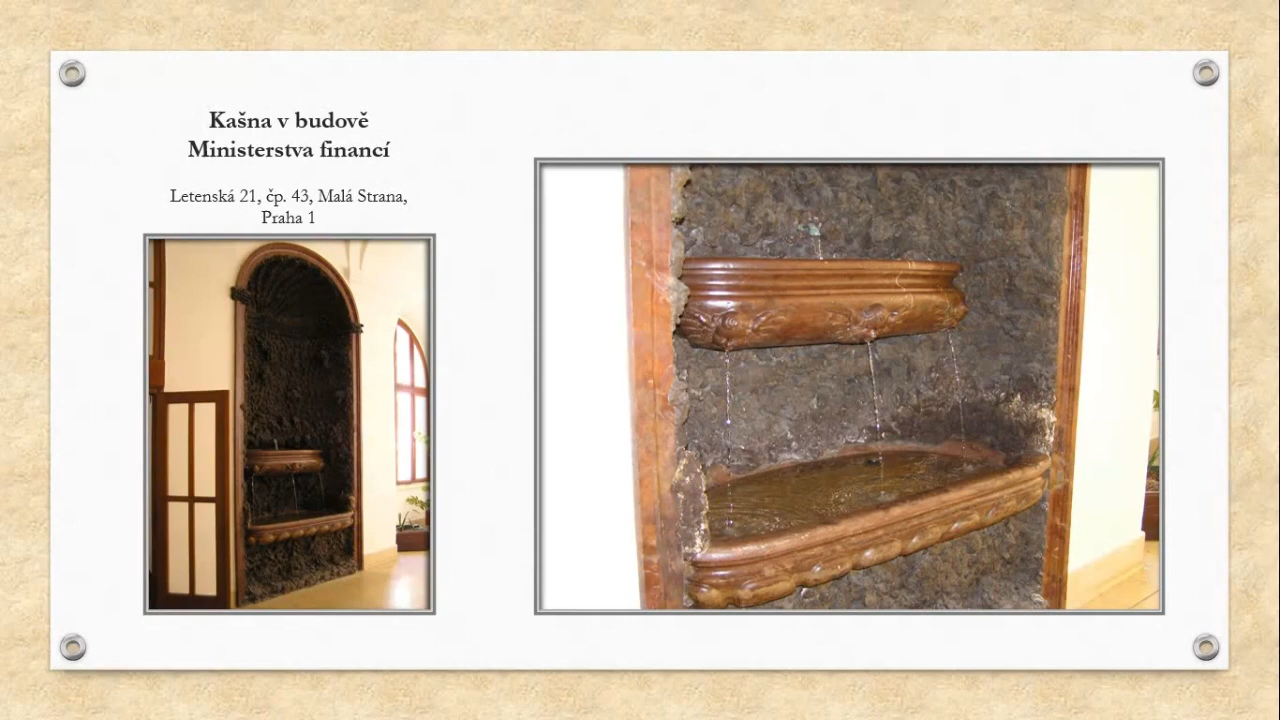 Kašna v budově
Ministerstva financí
Letenská 21, čp. 43, Malá Strana,
Praha 1